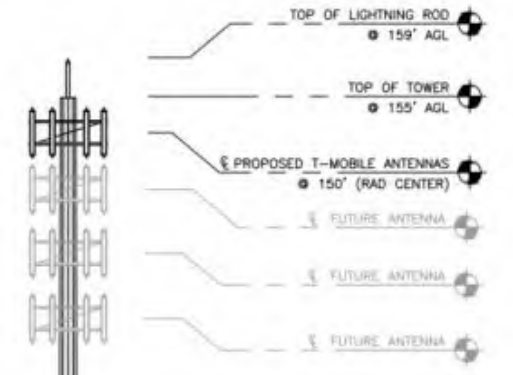 TOP OF LIGHTNING ROD
@ 159' AGL
TOP OF TOWER
@ 155' AGL
℄ PROPOSED T-MOBILE ANTENNAS
@ 150' (RAD CENTER)
℄ FUTURE ANTENNA
℄ FUTURE ANTENNA
℄ FUTURE ANTENNA